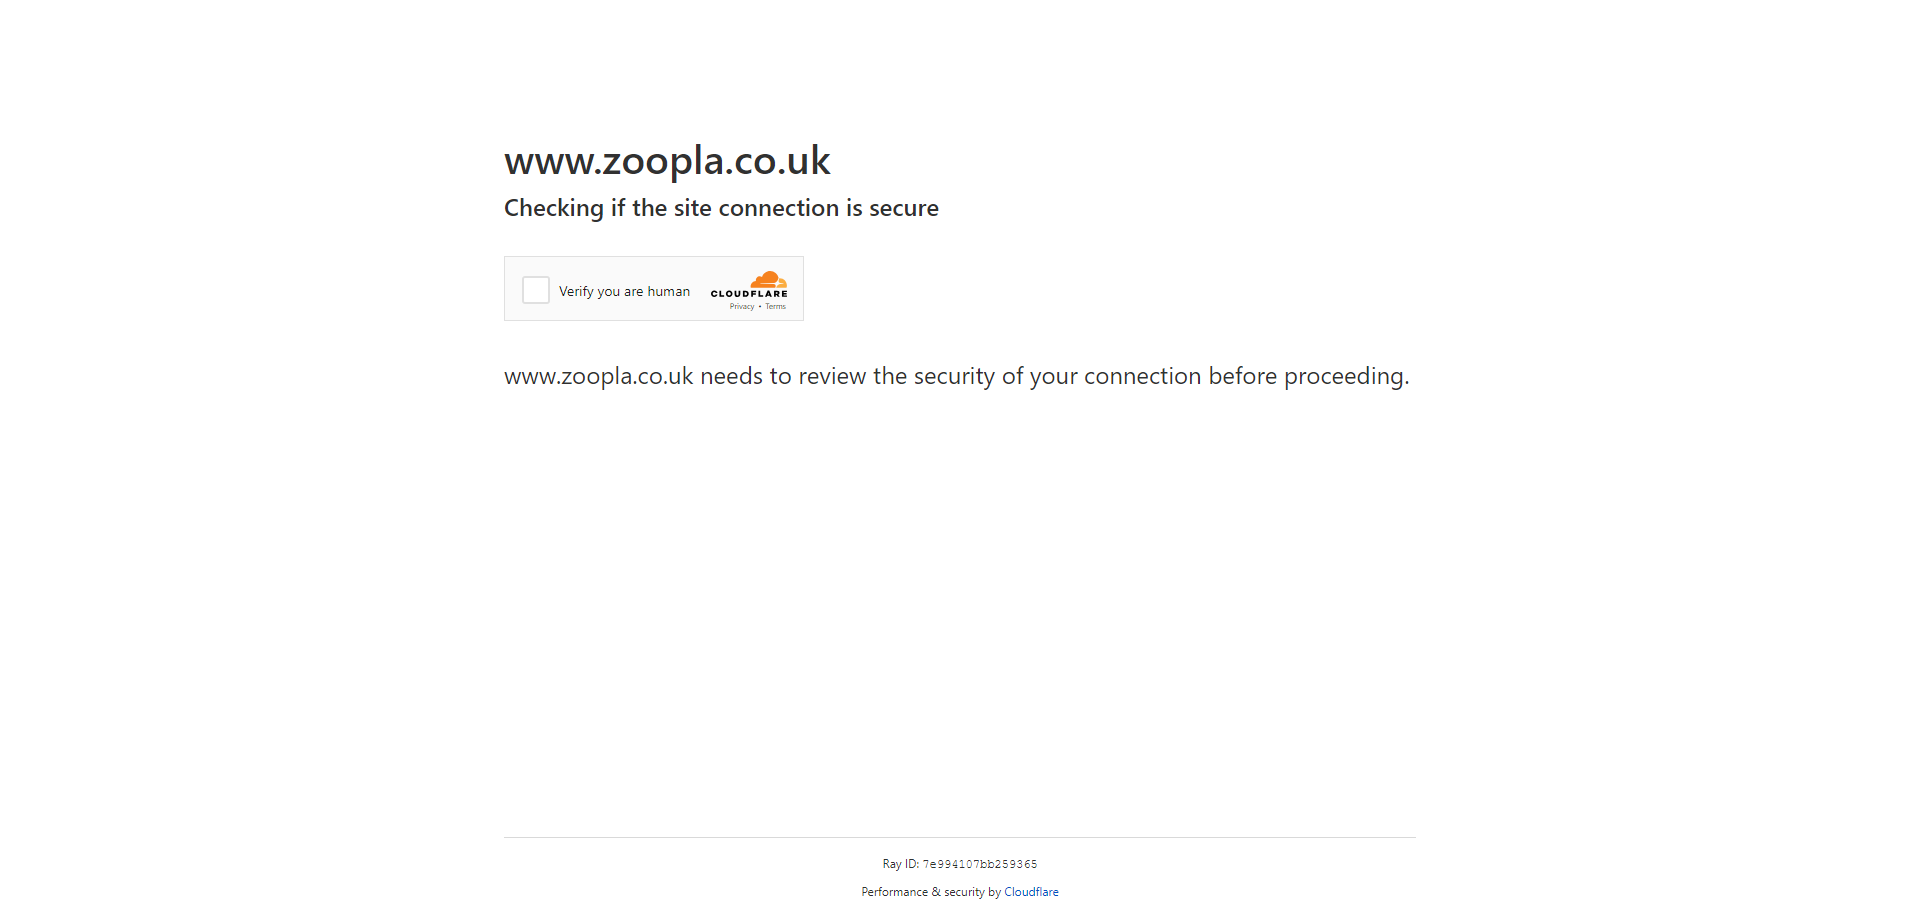 www.zoopla.co.uk
Checking if the site connection is secure
Verify you are human
CLOUDFLARE
Privacy • Terms
www.zoopla.co.uk needs to review the security of your connection before proceeding.
Ray ID: 7e994107bb259365
Performance & security by Cloudflare